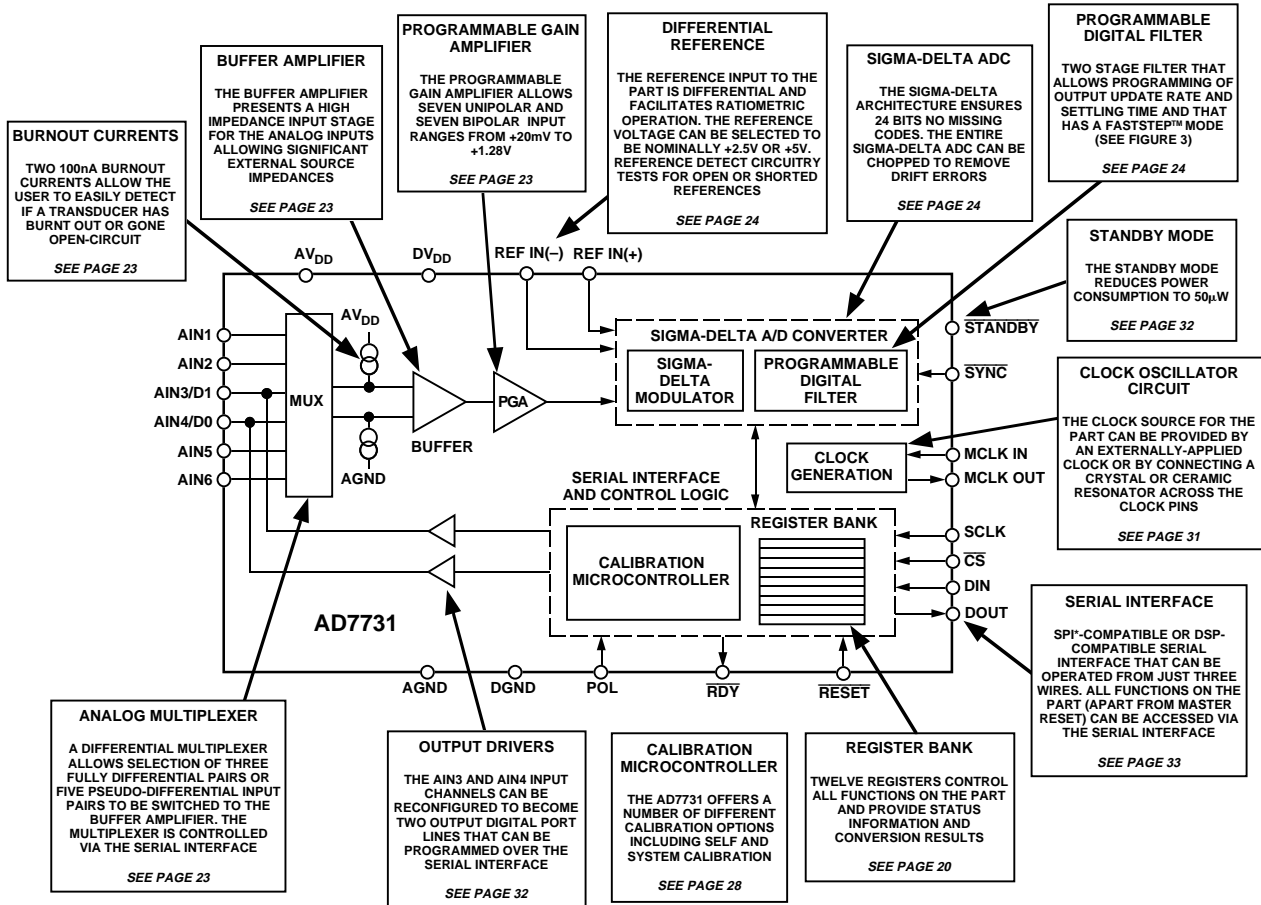 PROGRAMMABLE GAIN
AMPLIFIER
THE PROGRAMMABLE
GAIN AMPLIFIER ALLOWS
SEVEN UNIPOLAR AND
SEVEN BIPOLAR INPUT
RANGES FROM +20mV TO
+1.28V
SEE PAGE 23
DIFFERENTIAL
REFERENCE
THE REFERENCE INPUT TO THE
PART IS DIFFERENTIAL AND
FACILITATES RATIOMETRIC
OPERATION. THE REFERENCE
VOLTAGE CAN BE SELECTED TO
BE NOMINALLY +2.5V OR +5V.
REFERENCE DETECT CIRCUITRY
TESTS FOR OPEN OR SHORTED
REFERENCES
SEE PAGE 24
PROGRAMMABLE
DIGITAL FILTER
TWO STAGE FILTER THAT
ALLOWS PROGRAMMING OF
OUTPUT UPDATE RATE AND
SETTLING TIME AND THAT
HAS A FASTSTEP™ MODE
(SEE FIGURE 3)
SEE PAGE 24
BUFFER AMPLIFIER
THE BUFFER AMPLIFIER
PRESENTS A HIGH
IMPEDANCE INPUT STAGE
FOR THE ANALOG INPUTS
ALLOWING SIGNIFICANT
EXTERNAL SOURCE
IMPEDANCES
SEE PAGE 23
SIGMA-DELTA ADC
THE SIGMA-DELTA
ARCHITECTURE ENSURES
24 BITS NO MISSING
CODES. THE ENTIRE
SIGMA-DELTA ADC CAN BE
CHOPPED TO REMOVE
DRIFT ERRORS
SEE PAGE 24
BURNOUT CURRENTS
TWO 100nA BURNOUT
CURRENTS ALLOW THE
USER TO EASILY DETECT
IF A TRANSDUCER HAS
BURNT OUT OR GONE
OPEN-CIRCUIT
SEE PAGE 23
STANDBY MODE
THE STANDBY MODE
REDUCES POWER
CONSUMPTION TO 50μW
SEE PAGE 32
AVDD
DVDD
REF IN(–)
REF IN(+)
AIN1
AIN2
AIN3/D1
AIN4/D0
AIN5
AIN6
MUX
AVDD
AGND
BUFFER
PGA
SIGMA-DELTA A/D CONVERTER
SIGMA-
DELTA
MODULATOR
PROGRAMMABLE
DIGITAL
FILTER
STANDBY
SYNC
CLOCK
GENERATION
MCLK IN
MCLK OUT
CLOCK OSCILLATOR
CIRCUIT
THE CLOCK SOURCE FOR THE
PART CAN BE PROVIDED BY
AN EXTERNALLY-APPLIED
CLOCK OR BY CONNECTING A
CRYSTAL OR CERAMIC
RESONATOR ACROSS THE
CLOCK PINS
SEE PAGE 31
SERIAL INTERFACE
AND CONTROL LOGIC
CALIBRATION
MICROCONTROLLER
REGISTER BANK
SCLK
CS
DIN
DOUT
AD7731
AGND
DGND
POL
RDY
RESET
SERIAL INTERFACE
SPI*-COMPATIBLE OR DSP-
COMPATIBLE SERIAL
INTERFACE THAT CAN BE
OPERATED FROM JUST THREE
WIRES. ALL FUNCTIONS ON THE
PART (APART FROM MASTER
RESET) CAN BE ACCESSED VIA
THE SERIAL INTERFACE
SEE PAGE 33
ANALOG MULTIPLEXER
A DIFFERENTIAL MULTIPLEXER
ALLOWS SELECTION OF THREE
FULLY DIFFERENTIAL PAIRS OR
FIVE PSEUDO-DIFFERENTIAL INPUT
PAIRS TO BE SWITCHED TO THE
BUFFER AMPLIFIER. THE
MULTIPLEXER IS CONTROLLED
VIA THE SERIAL INTERFACE
SEE PAGE 23
OUTPUT DRIVERS
THE AIN3 AND AIN4 INPUT
CHANNELS CAN BE
RECONFIGURED TO BECOME
TWO OUTPUT DIGITAL PORT
LINES THAT CAN BE
PROGRAMMED OVER THE
SERIAL INTERFACE
SEE PAGE 32
CALIBRATION
MICROCONTROLLER
THE AD7731 OFFERS A
NUMBER OF DIFFERENT
CALIBRATION OPTIONS
INCLUDING SELF AND
SYSTEM CALIBRATION
SEE PAGE 28
REGISTER BANK
TWELVE REGISTERS CONTROL
ALL FUNCTIONS ON THE PART
AND PROVIDE STATUS
INFORMATION AND
CONVERSION RESULTS
SEE PAGE 20